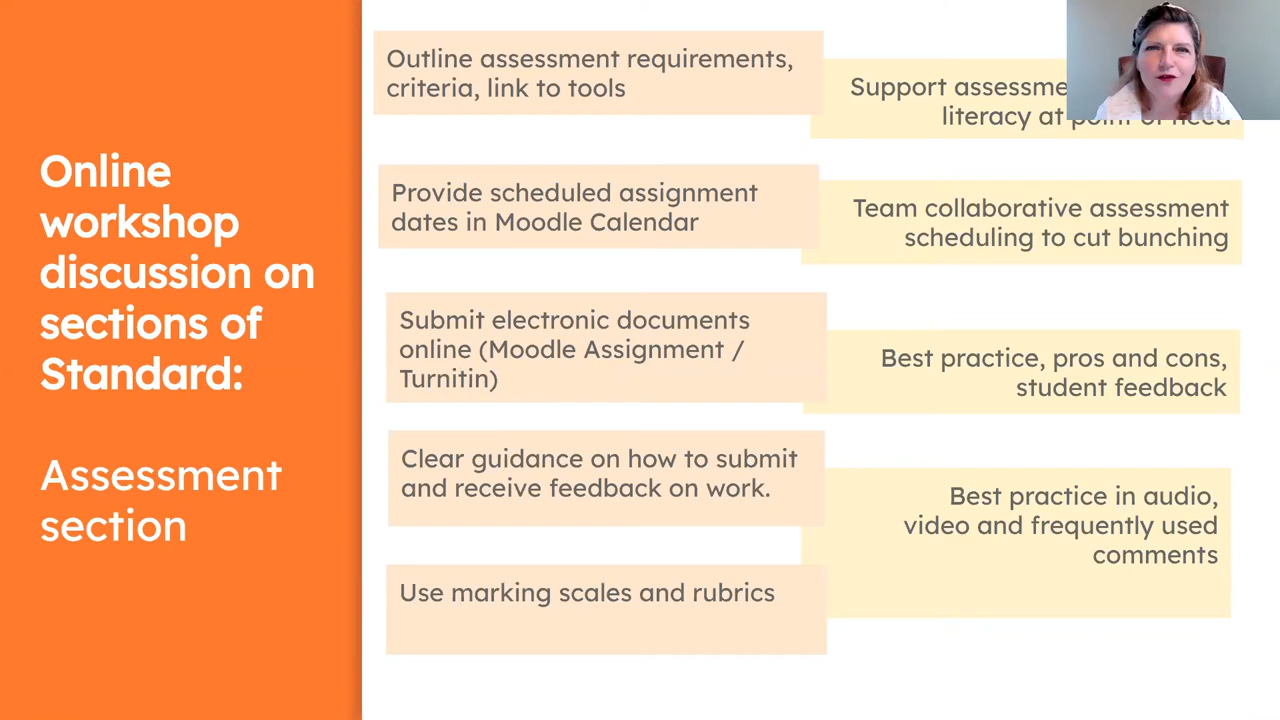 Online
workshop
discussion on
sections of
Standard:
Assessment
section
Outline assessment requirements,
criteria, link to tools
Support
literacy at point of need
Provide scheduled assignment
dates in Moodle Calendar
Team collaborative assessment
scheduling to cut bunching
Submit electronic documents
online (Moodle Assignment /
Turnitin)
Best practice, pros and cons,
student feedback
Clear guidance on how to submit
and receive feedback on work.
Best practice in audio,
video and frequently used
comments
Use marking scales and rubrics